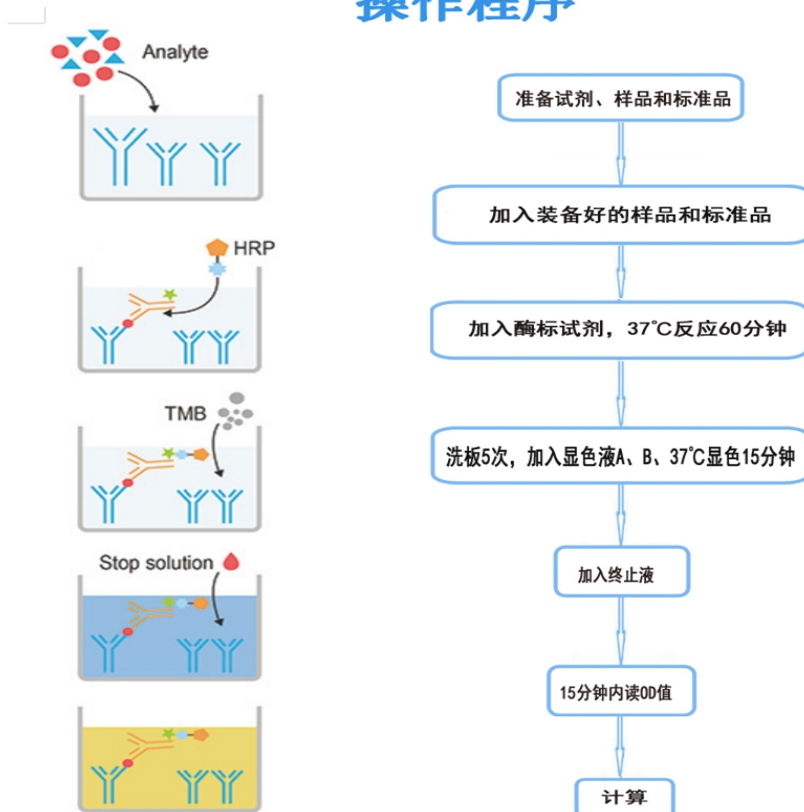 操作程序
Analyte
HRP
TMB
Stop solution
准备试剂、样品和标准品
加入装备好的样品和标准品
加入酶标试剂，37℃反应60分钟
洗板5次，加入显色液A、B、37℃显色15分钟
加入终止液
15分钟内读OD值
计算